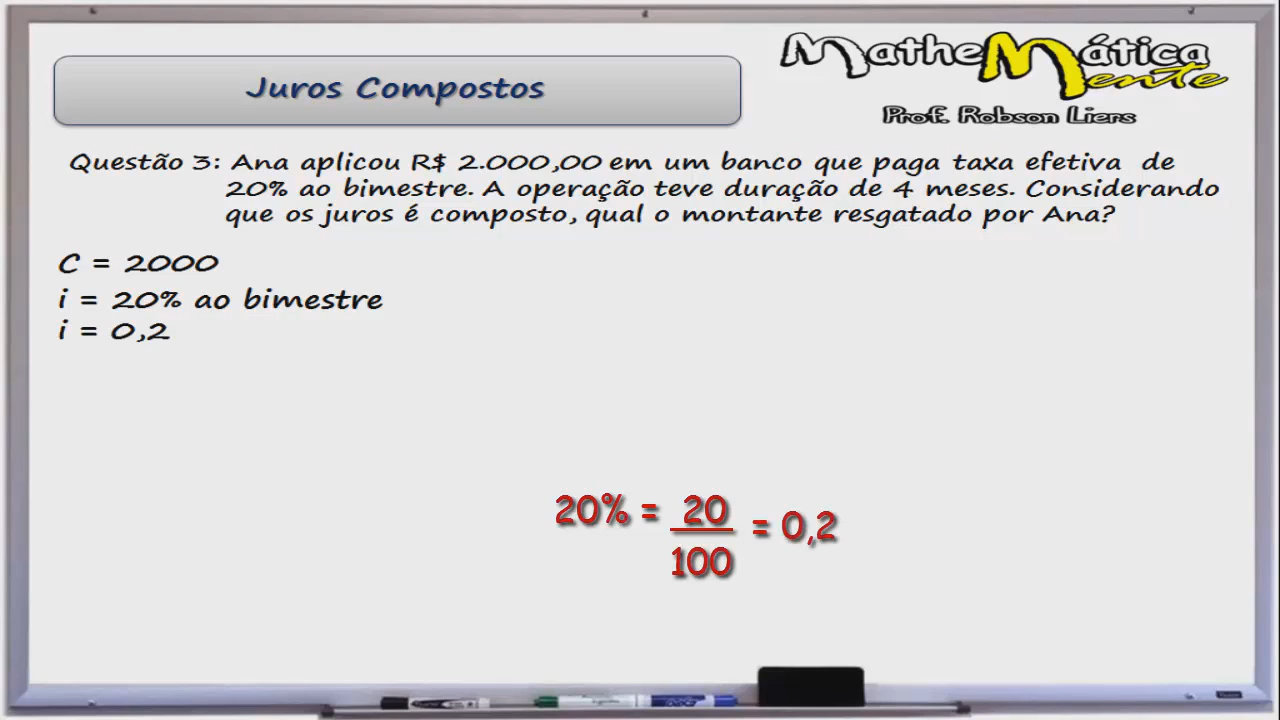 MatheMática
mente
Prof. Robson Liers
Juros Compostos
Questão 3: Ana aplicou R$ 2.000,00 em um banco que paga taxa efetiva de
20% ao bimestre. A operação teve duração de 4 meses. Considerando
que os juros é composto, qual o montante resgatado por Ana?
C = 2000
i = 20% ao bimestre
i = 0,2
20% = 20 = 0,2
100